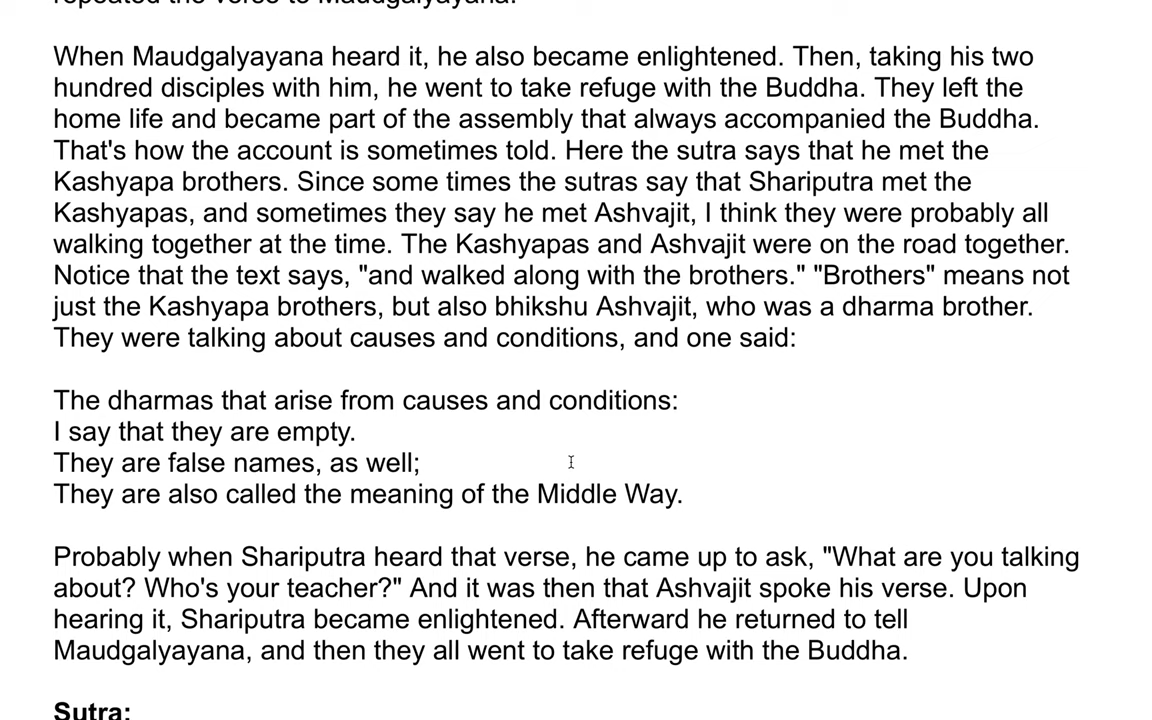 repeated the verse to Maudgalyayana.
When Maudgalyayana heard it, he also became enlightened. Then, taking his two
hundred disciples with him, he went to take refuge with the Buddha. They left the
home life and became part of the assembly that always accompanied the Buddha.
That's how the account is sometimes told. Here the sutra says that he met the
Kashyapa brothers. Since some times the sutras say that Shariputra met the
Kashyapas, and sometimes they say he met Ashvajit, I think they were probably all
walking together at the time. The Kashyapas and Ashvajit were on the road together.
Notice that the text says, "and walked along with the brothers." "Brothers" means not
just the Kashyapa brothers, but also bhikshu Ashvajit, who was a dharma brother.
They were talking about causes and conditions, and one said:
The dharmas that arise from causes and conditions:
I say that they are empty.
They are false names, as well;
They are also called the meaning of the Middle Way.
Probably when Shariputra heard that verse, he came up to ask, "What are you talking
about? Who's your teacher?" And it was then that Ashvajit spoke his verse. Upon
hearing it, Shariputra became enlightened. Afterward he returned to tell
Maudgalyayana, and then they all went to take refuge with the Buddha.
Sutra: